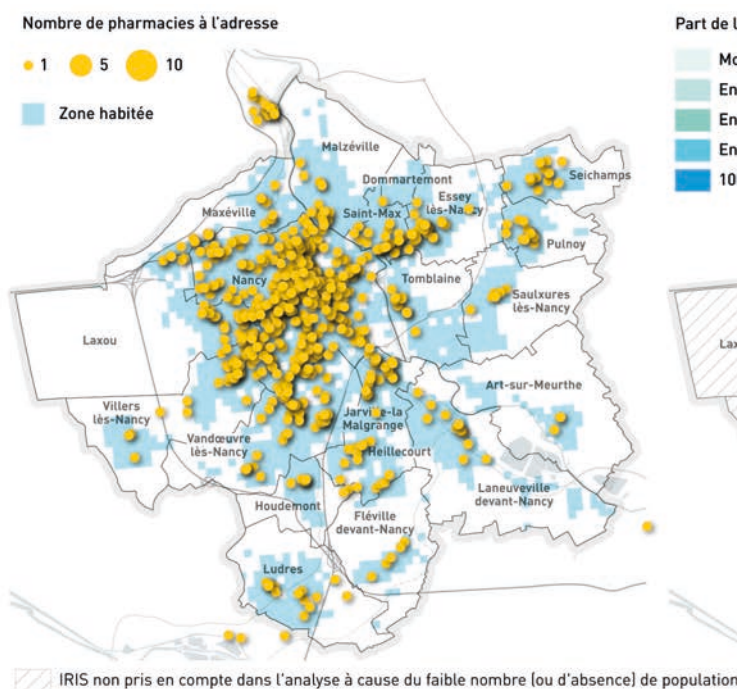 Nombre de pharmacies à l'adresse
1 5 10
Zone habitée
Malzéville
Dommartement
Seichamps
Maxéville
Saint-Max
Essey
lès-Nancy
Pulnoy
Nancy
Tomblaine
Saulxures
lès-Nancy
Laxou
Art-sur-Meurthe
Villers
lès-Nancy
Jarville-la
Malgrange
Vandœuvre
lès-Nancy
Heillecourt
Laneuveville
devant-Nancy
Houdemont
Fléville
devant-Nancy
Ludres
Part de l
Mo
En
En
En
10
Lax
IRIS non pris en compte dans l'analyse à cause du faible nombre (ou d'absence) de population